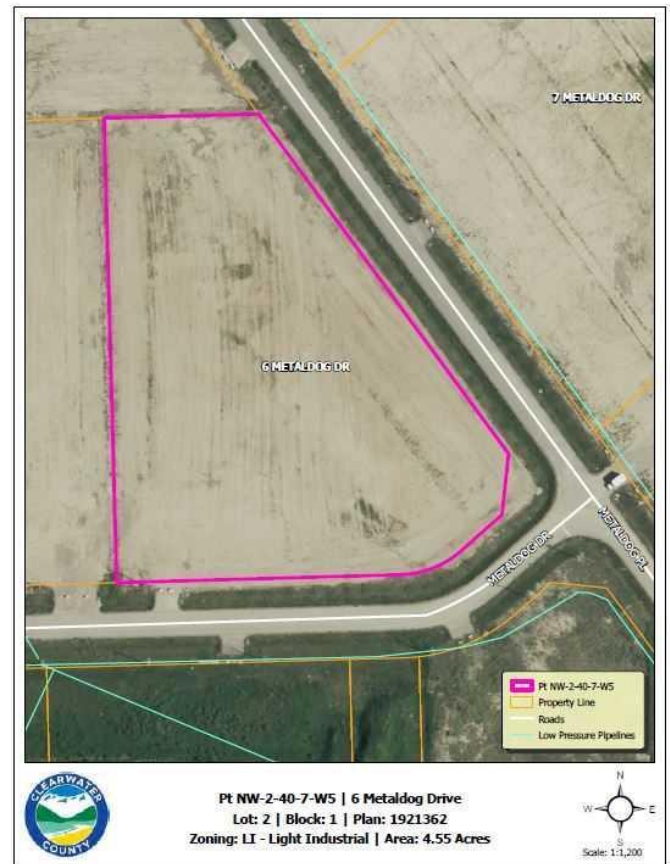 7 METALDOG DR
6 METALDOG DR
METALDOG DR
METALDOG PL
Pt NW-2-40-7-W5
Property Line
Roads
Low Pressure Pipelines
CLEARWATER
COUNTY
Pt NW-2-40-7-W5 | 6 Metaldog Drive
Lot: 2 | Block: 1 | Plan: 1921362
Zoning: LI - Light Industrial | Area: 4.55 Acres
N
W
E
S
Scale: 1:1,200